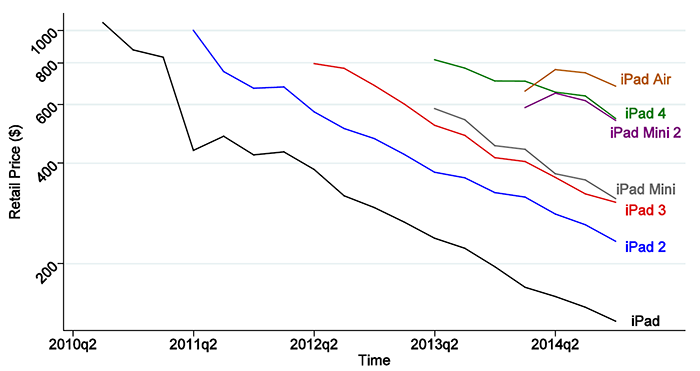 Retail Price ($)
1000
800
600
400
200
iPad Air
iPad 4
iPad Mini 2
iPad Mini
iPad 3
iPad 2
iPad
2010q2 2011q2 2012q2 2013q2 2014q2
Time